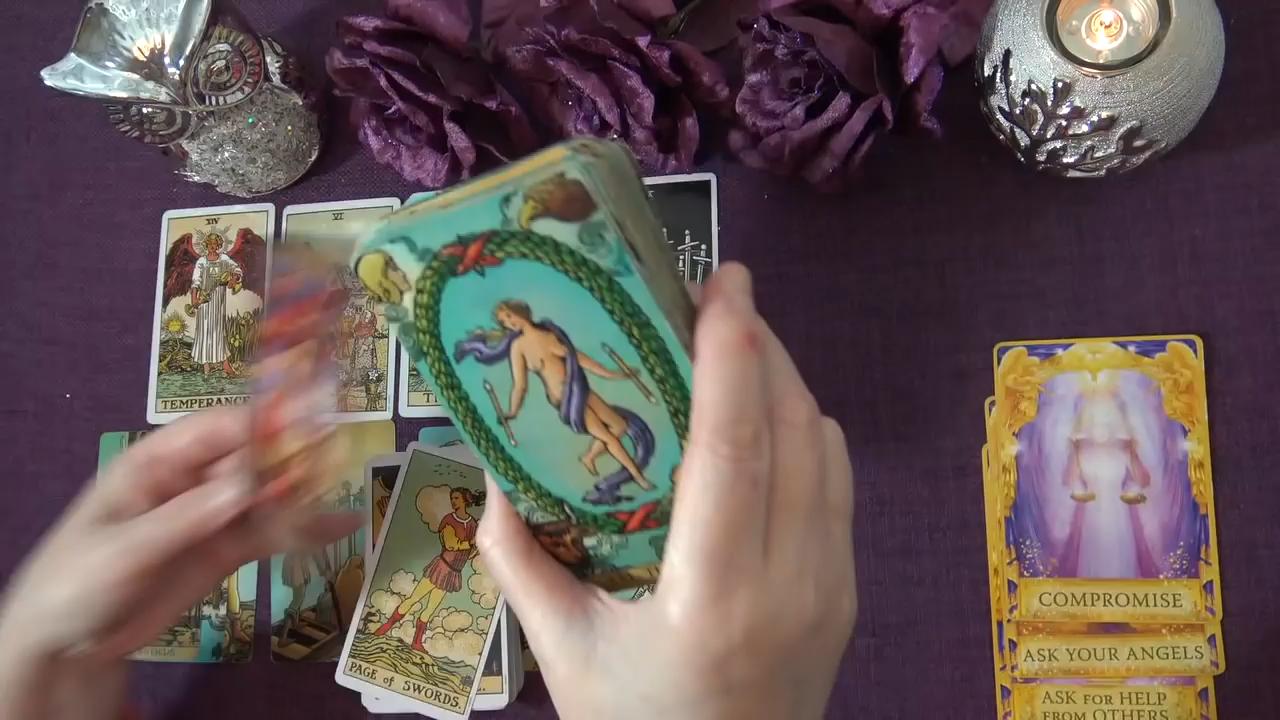 XIV
VI
TEMPERANCE
PAGE of SWORDS.
COMPROMISE
ASK YOUR ANGELS
ASK FOR HELP
FROM OTHERS